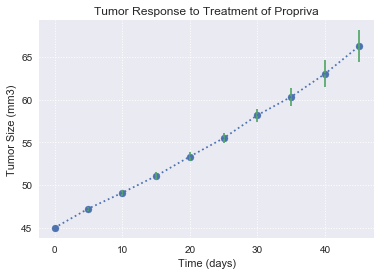 Tumor Response to Treatment of Propriva
65
60
55
50
45
Tumor Size (mm3)
0 10 20 30 40
Time (days)